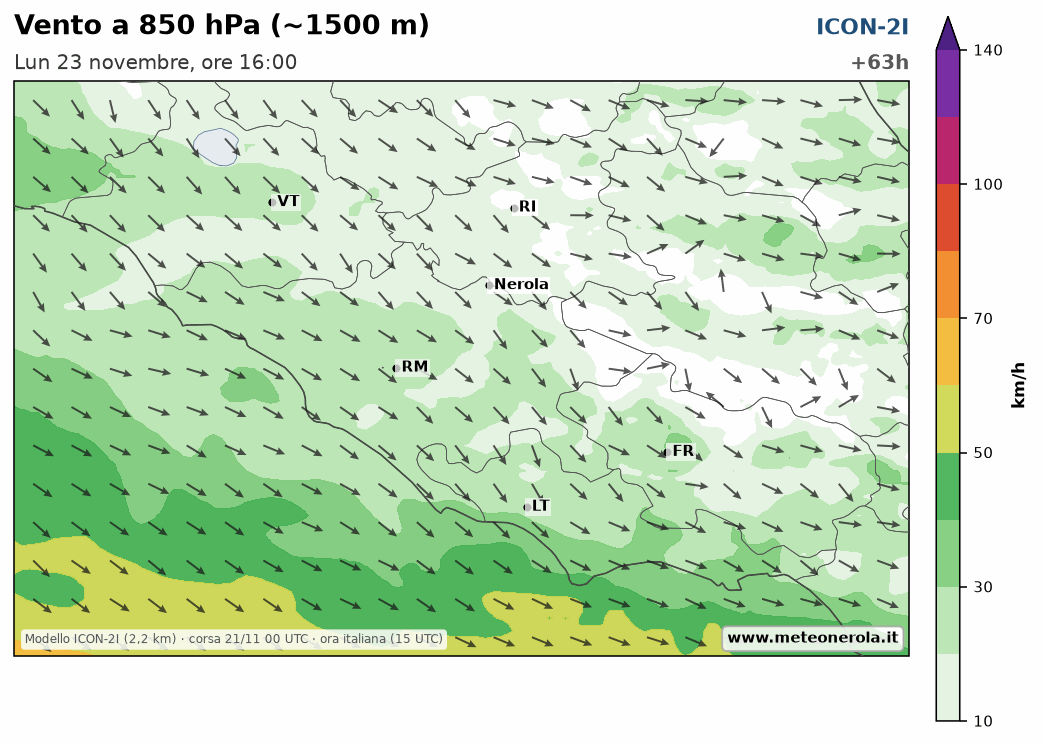 Vento a 850 hPa (~1500 m)
ICON-2I
Lun 23 novembre, ore 16:00
+63h
140
100
70
50
30
10
km/h
VT
RI
Nerola
RM
FR
LT
Modello ICON-2I (2,2 km) · corsa 21/11 00 UTC · ora italiana (15 UTC)
www.meteonerola.it